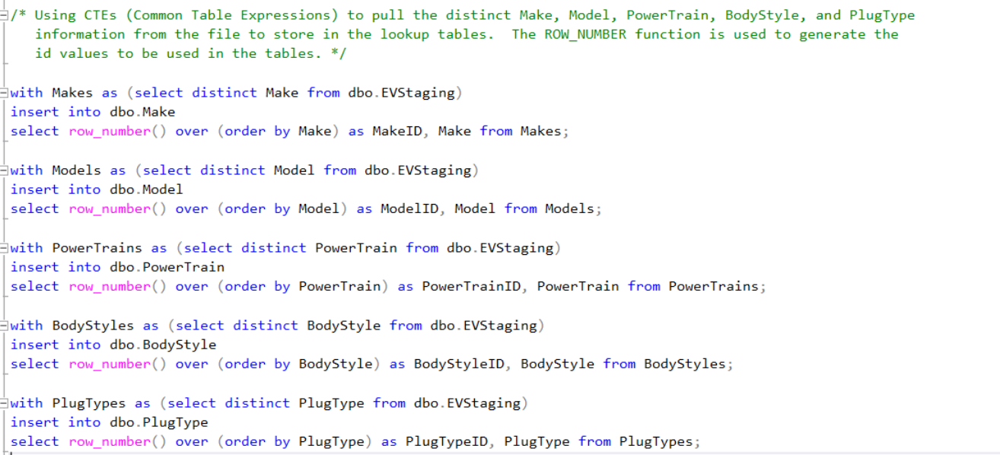 /* Using CTEs (Common Table Expressions) to pull the distinct Make, Model, PowerTrain, BodyStyle, and PlugType
information from the file to store in the lookup tables.  The ROW_NUMBER function is used to generate the
id values to be used in the tables. */
with Makes as (select distinct Make from dbo.EVStaging)
insert into dbo.Make
select row_number() over (order by Make) as MakeID, Make from Makes;
with Models as (select distinct Model from dbo.EVStaging)
insert into dbo.Model
select row_number() over (order by Model) as ModelID, Model from Models;
with PowerTrains as (select distinct PowerTrain from dbo.EVStaging)
insert into dbo.PowerTrain
select row_number() over (order by PowerTrain) as PowerTrainID, PowerTrain from PowerTrains;
with BodyStyles as (select distinct BodyStyle from dbo.EVStaging)
insert into dbo.BodyStyle
select row_number() over (order by BodyStyle) as BodyStyleID, BodyStyle from BodyStyles;
with PlugTypes as (select distinct PlugType from dbo.EVStaging)
insert into dbo.PlugType
select row_number() over (order by PlugType) as PlugTypeID, PlugType from PlugTypes;